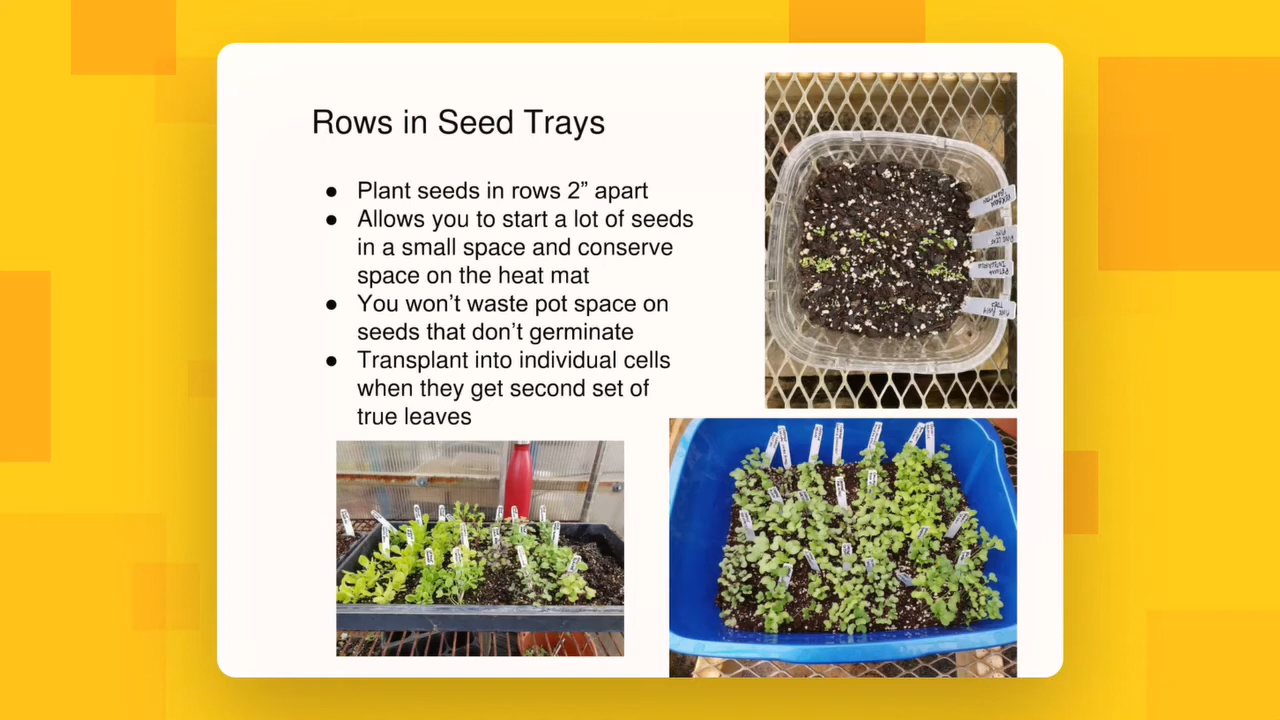 Rows in Seed Trays
● Plant seeds in rows 2” apart
● Allows you to start a lot of seeds
in a small space and conserve
space on the heat mat
● You won’t waste pot space on
seeds that don’t germinate
● Transplant into individual cells
when they get second set of
true leaves